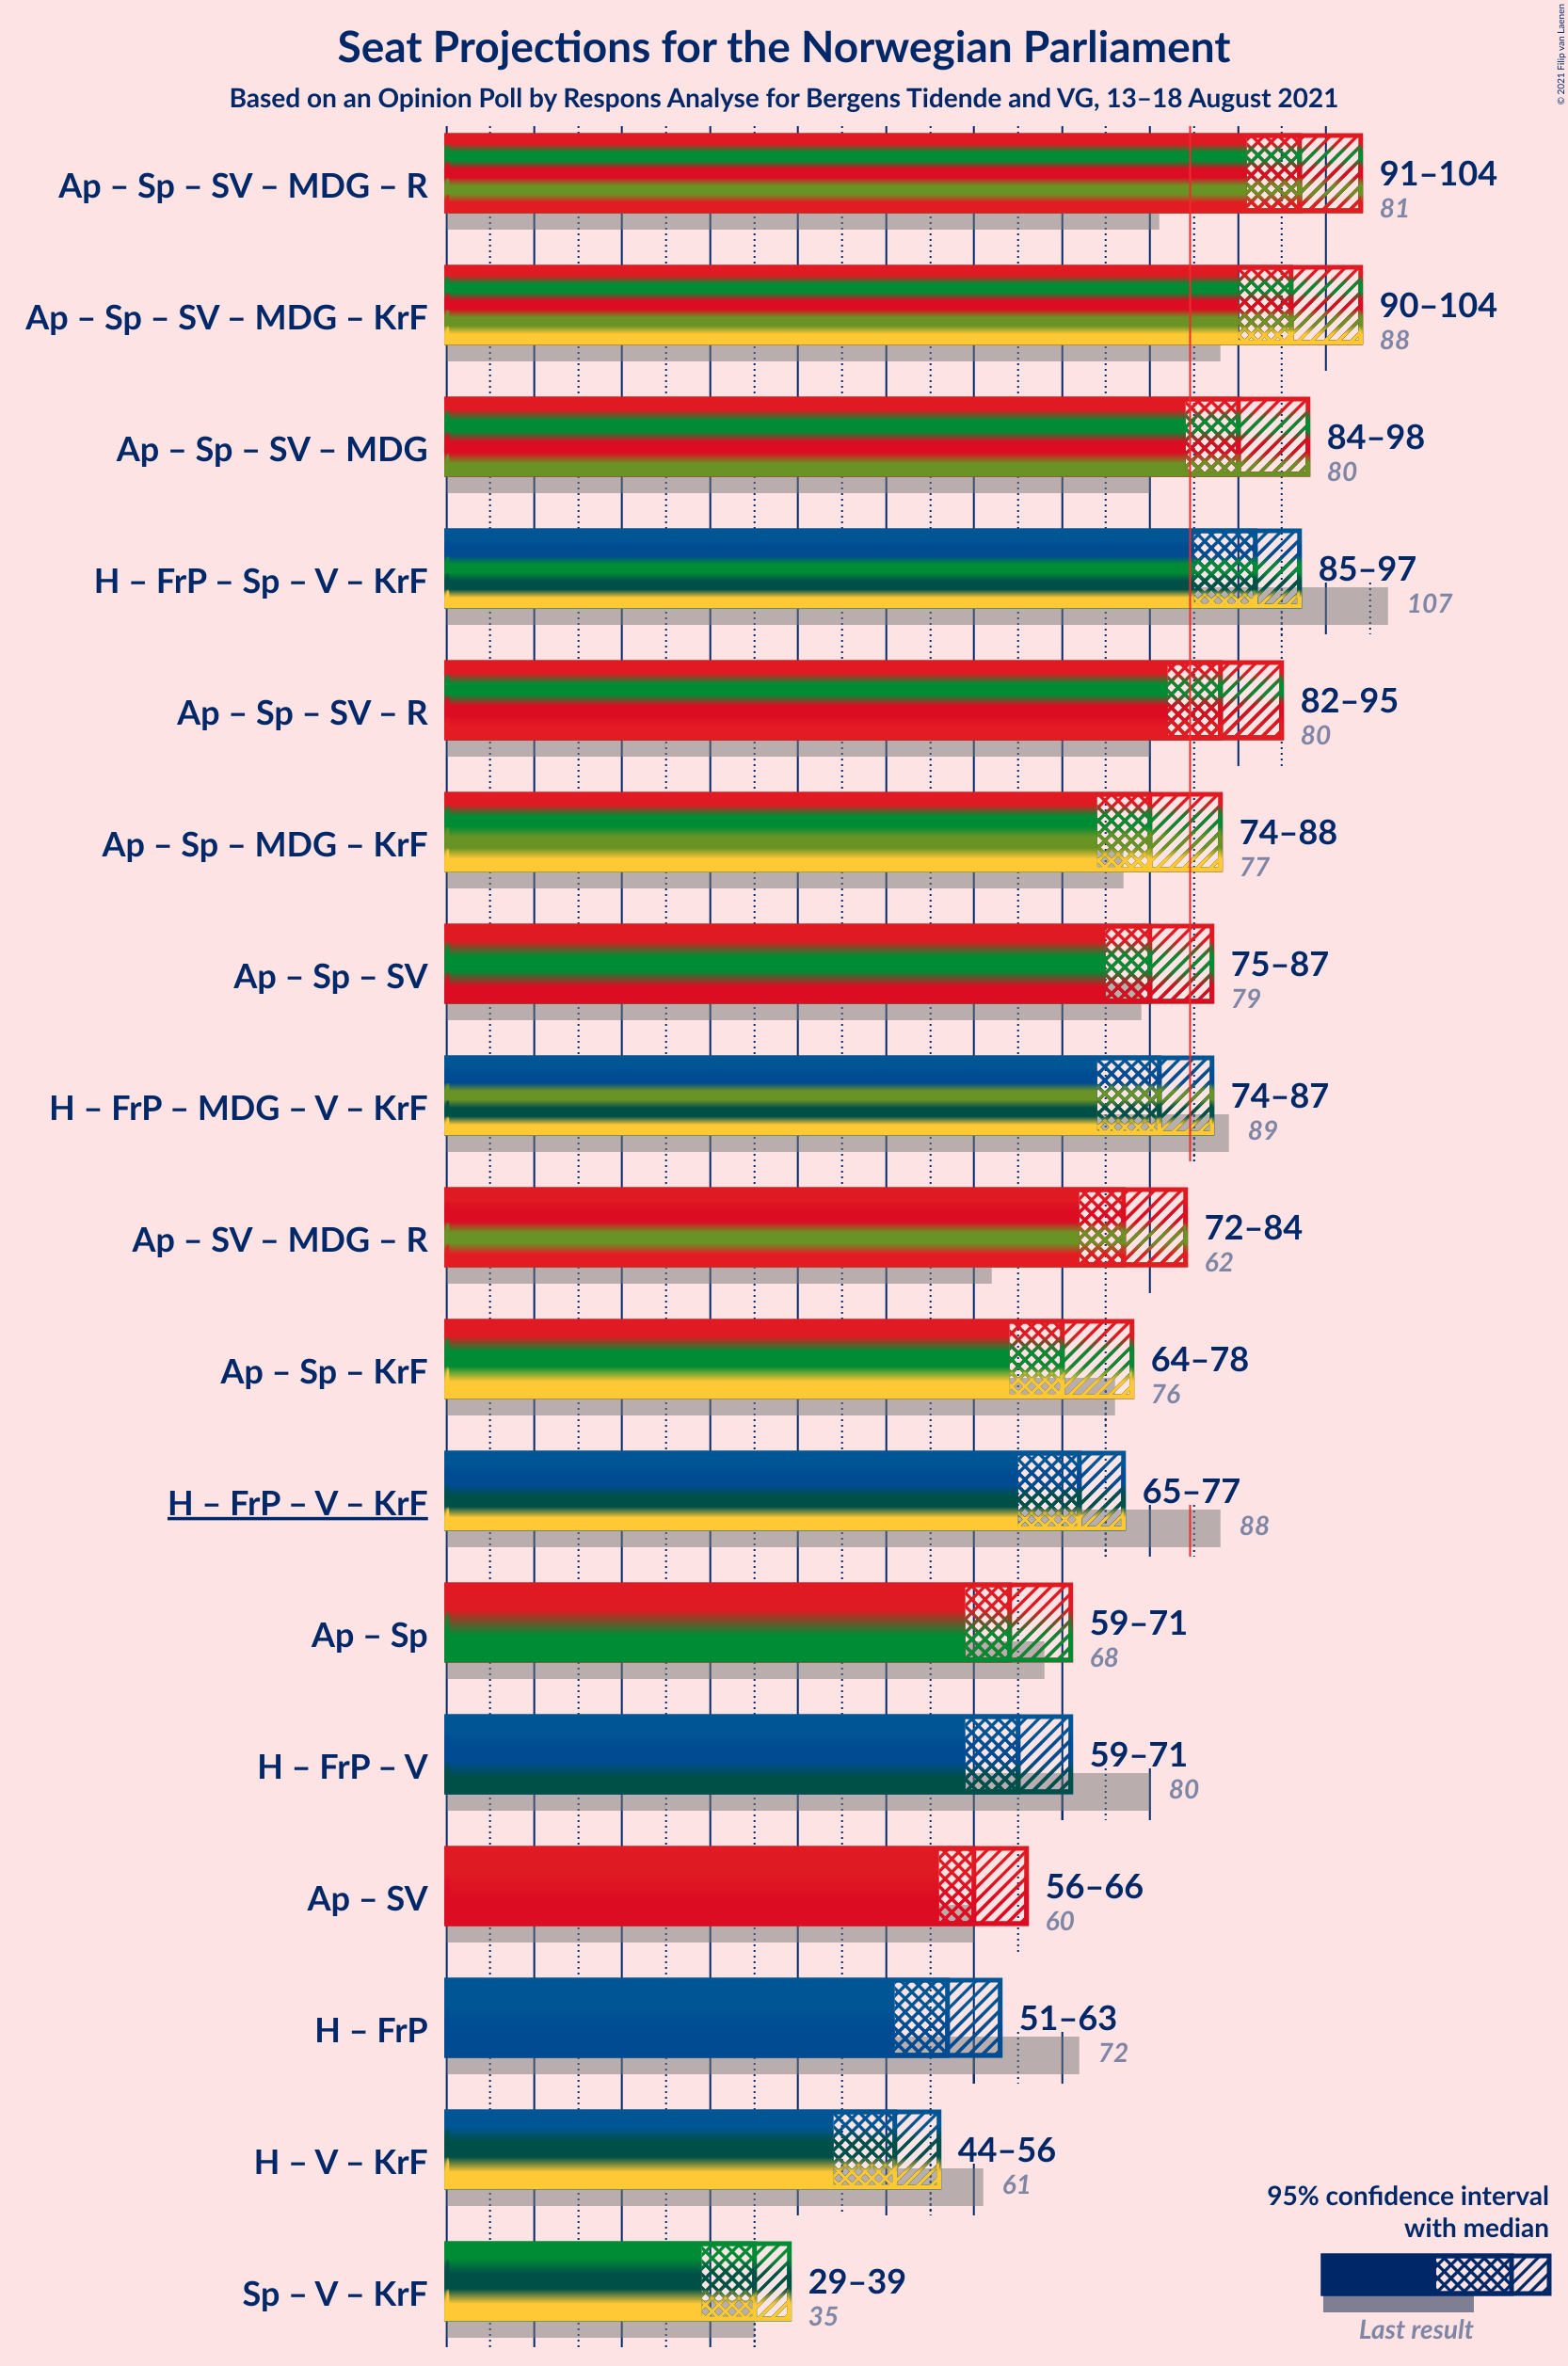 Seat Projections for the Norwegian Parliament
Based on an Opinion Poll by Respons Analyse for Bergens Tidende and VG, 13–18 August 2021
© 2021 Filip van Laenen
Ap – Sp – SV – MDG – R
91–104
81
Ap – Sp – SV – MDG – KrF
90–104
88
Ap – Sp – SV – MDG
84–98
80
H – FrP – Sp – V – KrF
85–97
107
Ap – Sp – SV – R
82–95
80
Ap – Sp – MDG – KrF
74–88
77
Ap – Sp – SV
75–87
79
H – FrP – MDG – V – KrF
74–87
89
Ap – SV – MDG – R
72–84
62
Ap – Sp – KrF
64–78
76
H – FrP – V – KrF
65–77
88
Ap – Sp
59–71
68
H – FrP – V
59–71
80
Ap – SV
56–66
60
H – FrP
51–63
72
H – V – KrF
44–56
61
Sp – V – KrF
29–39
35
95% confidence interval
with median
Last result